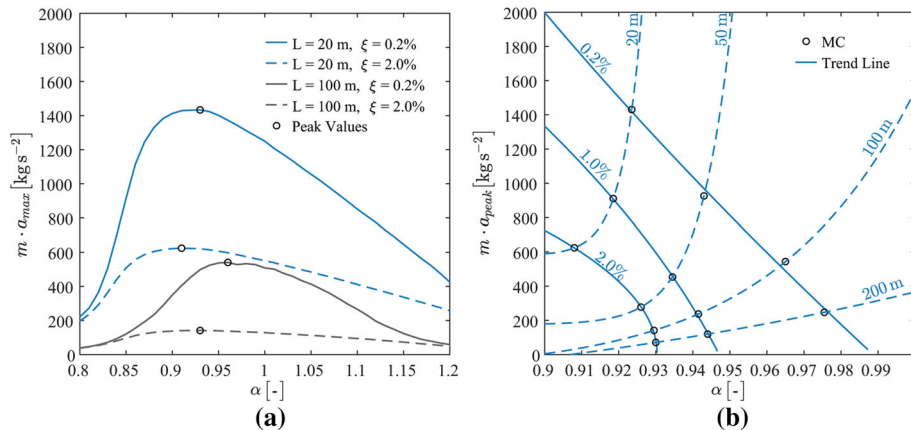 2000
1800
1600
1400
1200
1000
800
600
400
200
0
m · a_max [kg s⁻²]
L = 20 m, ξ = 0.2%
L = 20 m, ξ = 2.0%
L = 100 m, ξ = 0.2%
L = 100 m, ξ = 2.0%
Peak Values
0.8 0.85 0.9 0.95 1 1.05 1.1 1.15 1.2
α [-]
(a)
2000
1800
1600
1400
1200
1000
800
600
400
200
0
m · a_peak [kg s⁻²]
0.2%
1.0%
2.0%
20 m
50 m
100 m
200 m
MC
Trend Line
0.9 0.91 0.92 0.93 0.94 0.95 0.96 0.97 0.98 0.99
α [-]
(b)